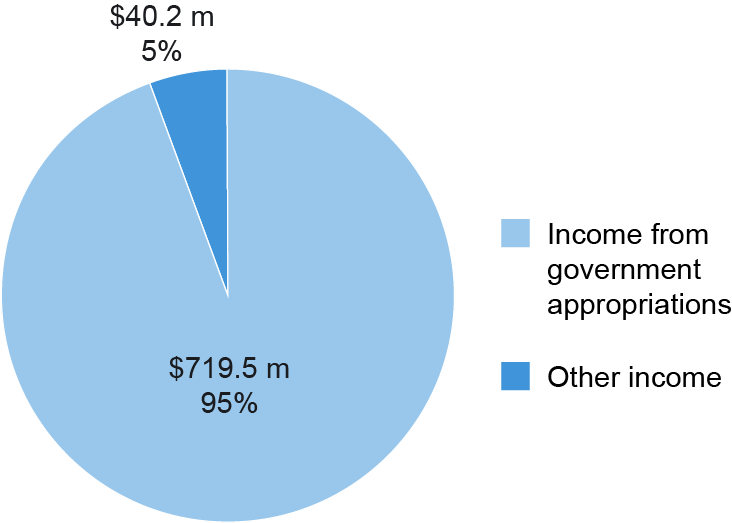 $40.2 m
5%
$719.5 m
95%
Income from
government
appropriations
Other income